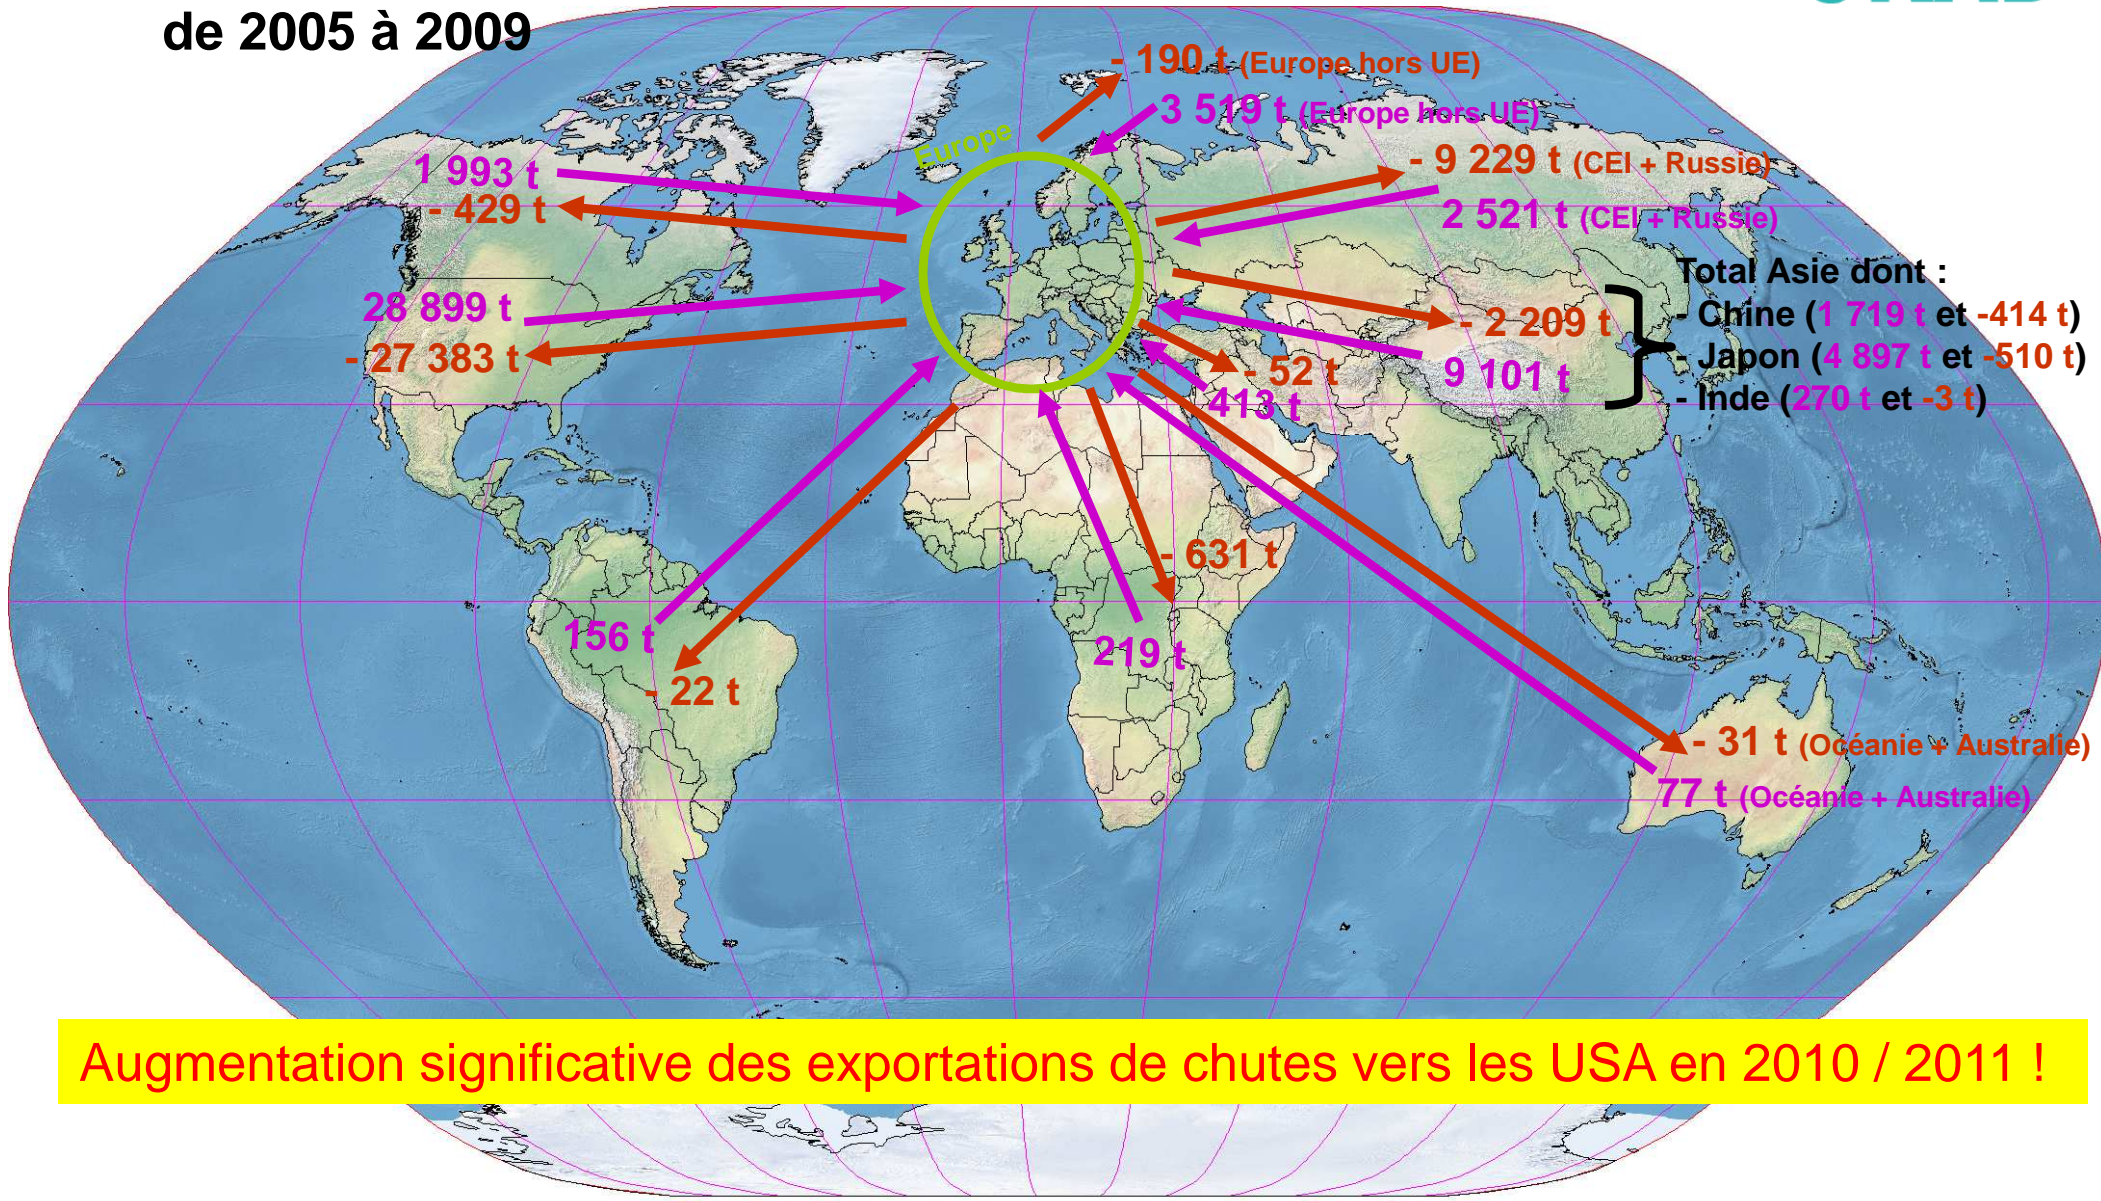 de 2005 à 2009
- 190 t (Europe hors UE)
3 519 t (Europe hors UE)
Europe
1 993 t
- 429 t
- 9 229 t (CEI + Russie)
2 521 t (CEI + Russie)
28 899 t
- 27 383 t
Total Asie dont :
- Chine (1 719 t et -414 t)
- Japon (4 897 t et -510 t)
- Inde (270 t et -3 t)
- 2 209 t
9 101 t
- 52 t
413 t
- 631 t
219 t
156 t
- 22 t
- 31 t (Océanie + Australie)
77 t (Océanie + Australie)
Augmentation significative des exportations de chutes vers les USA en 2010 / 2011 !